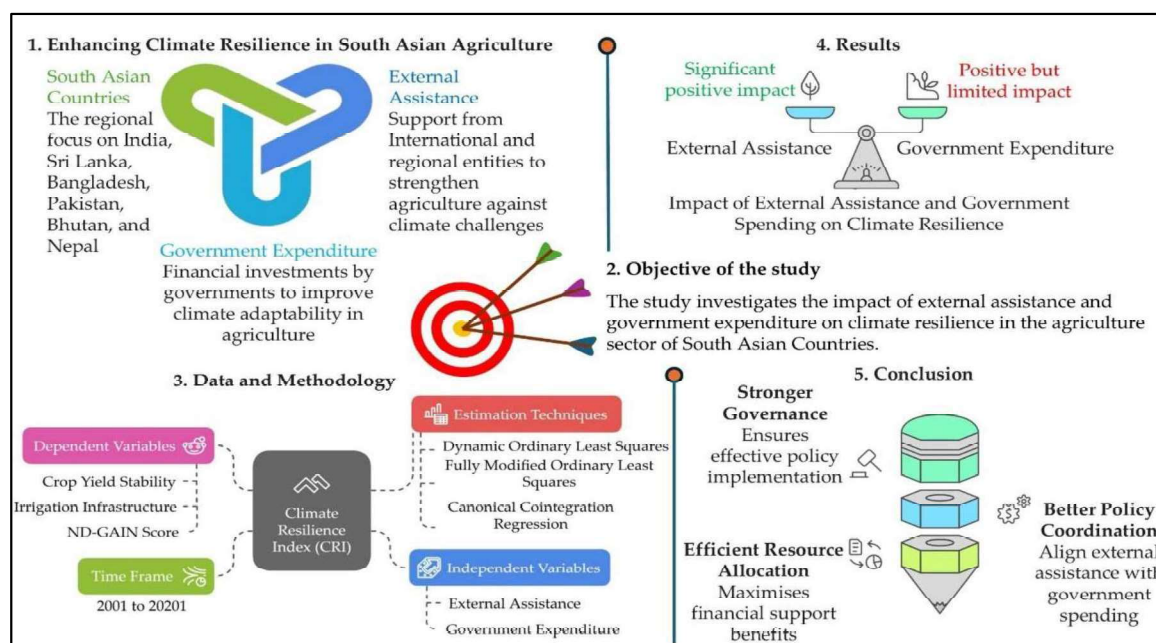 1. Enhancing Climate Resilience in South Asian Agriculture
South Asian
Countries
The regional
focus on India,
Sri Lanka,
Bangladesh,
Pakistan,
Bhutan, and
Nepal
External
Assistance
Support from
International and
regional entities to
strengthen
agriculture against
climate challenges
Government Expenditure
Financial investments by
governments to improve
climate adaptability in
agriculture
2. Objective of the study
The study investigates the impact of external assistance and
government expenditure on climate resilience in the agriculture
sector of South Asian Countries.
3. Data and Methodology
Dependent Variables
Crop Yield Stability
Irrigation Infrastructure
ND-GAIN Score
Time Frame
2001 to 20201
Climate
Resilience
Index (CRI)
Estimation Techniques
Dynamic Ordinary Least Squares
Fully Modified Ordinary Least
Squares
Canonical Cointegration
Regression
Independent Variables
External Assistance
Government Expenditure
4. Results
Significant
positive impact
Positive but
limited impact
External Assistance
Government Expenditure
Impact of External Assistance and Government
Spending on Climate Resilience
5. Conclusion
Stronger
Governance
Ensures
effective policy
implementation
Better Policy
Coordination
Align external
assistance with
government
spending
Efficient Resource
Allocation
Maximises
financial support
benefits